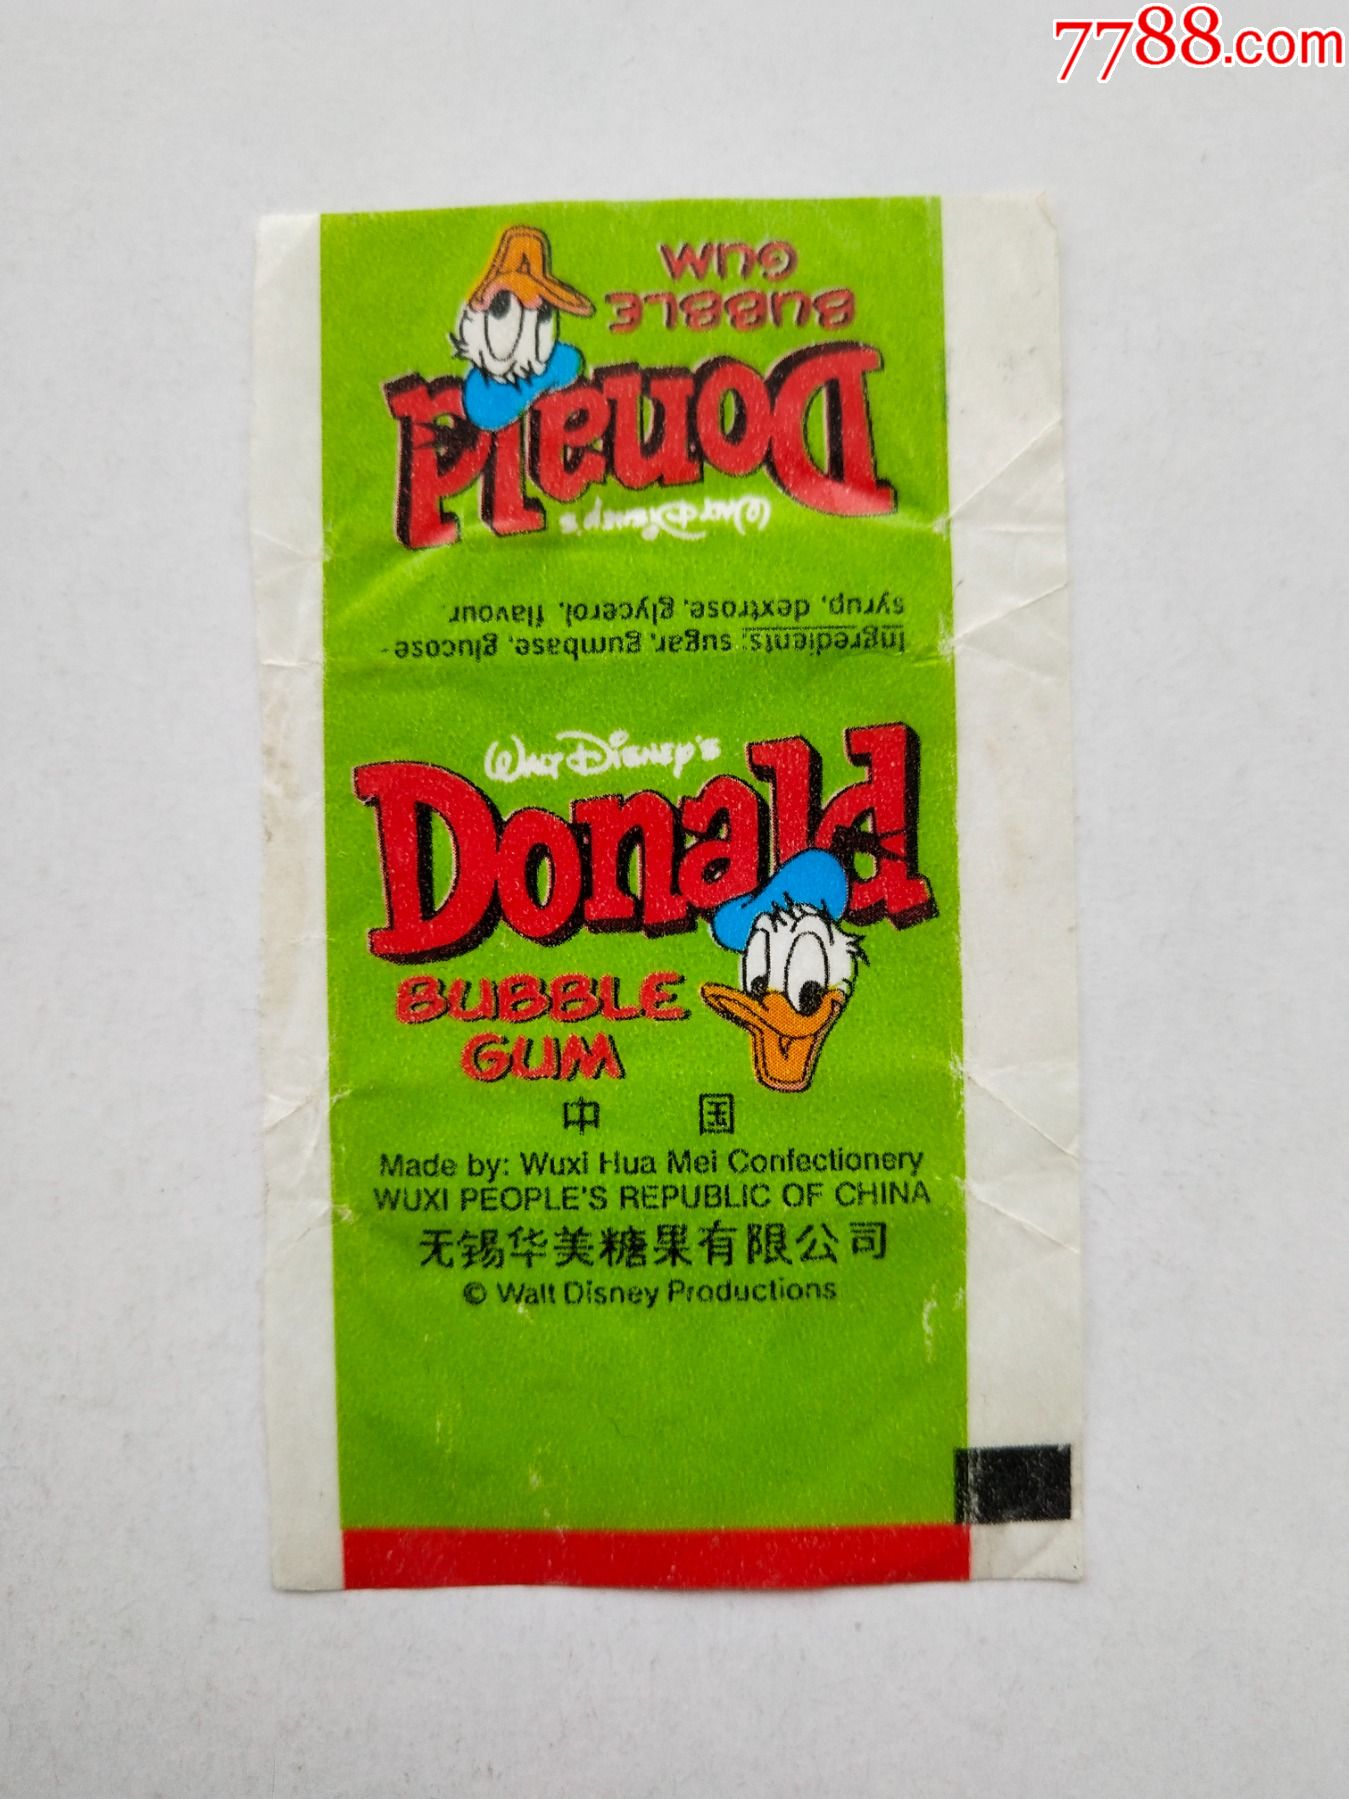 7788.com
BUBBLE
GUM
Donald
WALT DISNEY'S
Ingredients: sugar, gumbase, glucose-
syrup, dextrose, glycerol, flavour.
WALT DISNEY'S
Donald
BUBBLE
GUM
中 国
Made by: Wuxi Hua Mei Confectionery
WUXI PEOPLE'S REPUBLIC OF CHINA
无锡华美糖果有限公司
© Walt Disney Productions